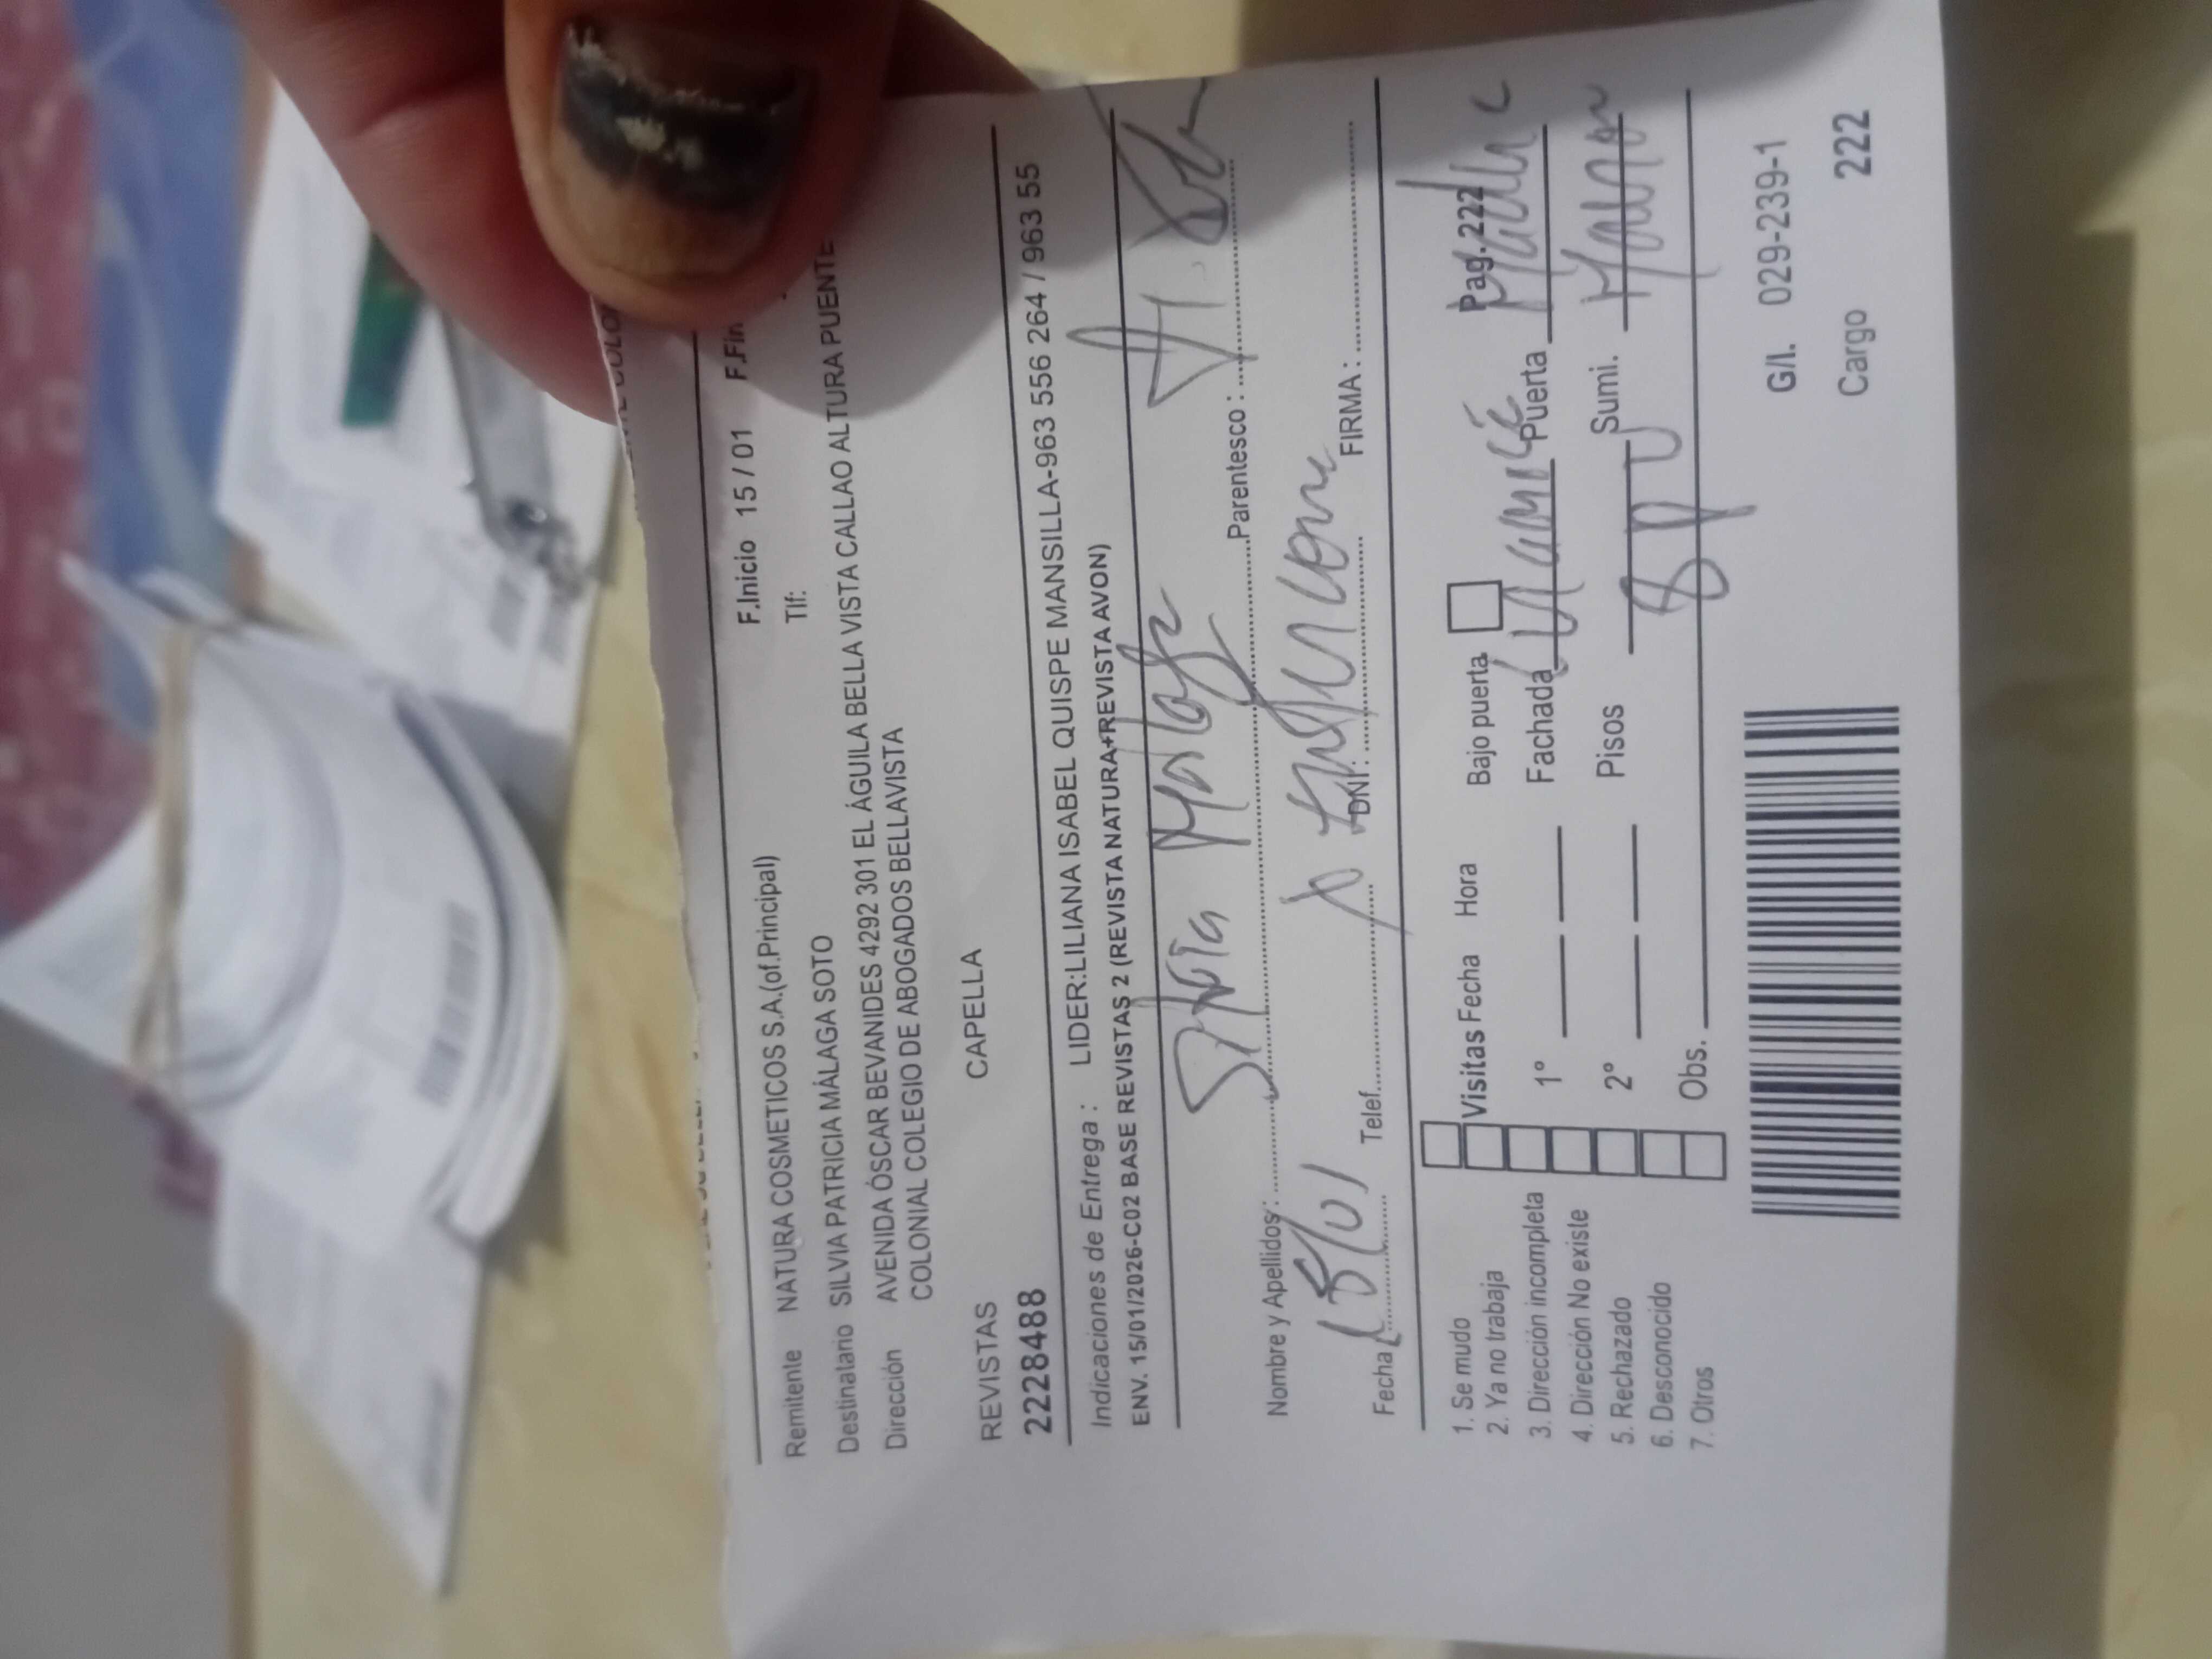 F.Inicio 15 / 01 F.Fin
Remitente NATURA COSMETICOS S.A.(of.Principal) Tlf:
Destinatario SILVIA PATRICIA MÁLAGA SOTO
Dirección AVENIDA ÓSCAR BEVANIDES 4292 301 EL ÁGUILA BELLA VISTA CALLAO ALTURA PUENTE
COLONIAL COLEGIO DE ABOGADOS BELLAVISTA
REVISTAS CAPELLA
2228488
Indicaciones de Entrega : LIDER:LILIANA ISABEL QUISPE MANSILLA-963 556 264 / 963 55
ENV. 15/01/2026-C02 BASE REVISTAS 2 (REVISTA NATURA+REVISTA AVON)
Nombre y Apellidos: Silvia Malaga Parentesco :
Fecha 15/01 Telef. DNI: FIRMA:
Pag.222
1. Se mudo
2. Ya no trabaja
3. Dirección incompleta
4. Dirección No existe
5. Rechazado
6. Desconocido
7. Otros
Visitas Fecha Hora Bajo puerta
1° Fachada Puerta
2° Pisos Sumi.
Obs.
G/I. 029-239-1
Cargo 222